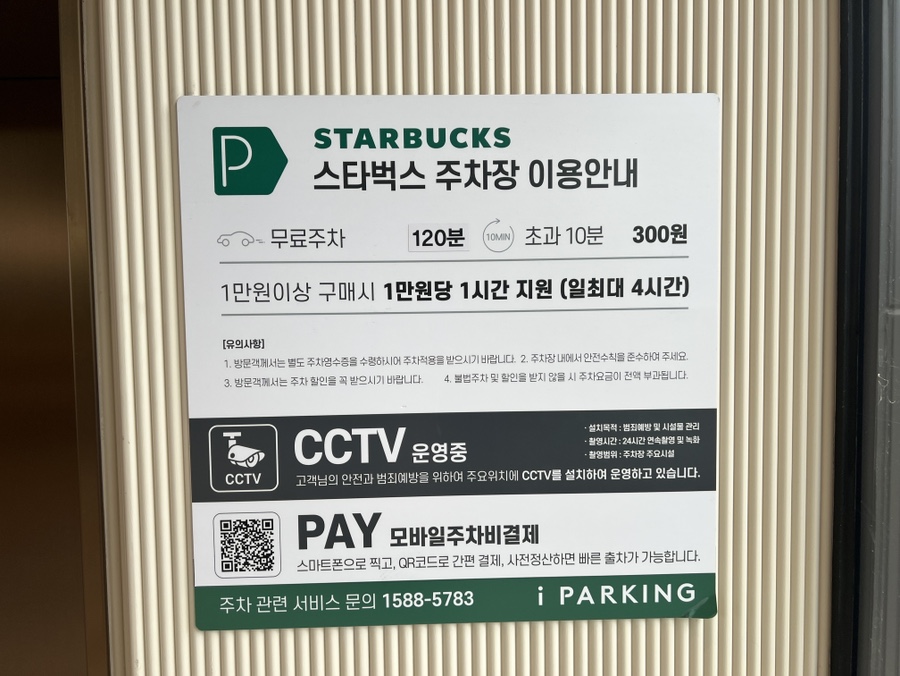 P
STARBUCKS
스타벅스 주차장 이용안내
무료주차 120분 10MIN 초과 10분 300원
1만원이상 구매시 1만원당 1시간 지원 (일최대 4시간)
[유의사항]
1. 방문객께서는 별도 주차영수증을 수령하시어 주차적용을 받으시기 바랍니다. 2. 주차장 내에서 안전수칙을 준수하여 주세요.
3. 방문객께서는 주차 할인을 꼭 받으시기 바랍니다. 4. 불법주차 및 할인을 받지 않을 시 주차요금이 전액 부과됩니다.
CCTV
CCTV 운영중
· 설치목적 : 범죄예방 및 시설물 관리
· 촬영시간 : 24시간 연속촬영 및 녹화
· 촬영범위 : 주차장 주요시설
고객님의 안전과 범죄예방을 위하여 주요위치에 CCTV를 설치하여 운영하고 있습니다.
PAY 모바일주차비결제
스마트폰으로 찍고, QR코드로 간편 결제, 사전정산하면 빠른 출차가 가능합니다.
주차 관련 서비스 문의 1588-5783 i PARKING